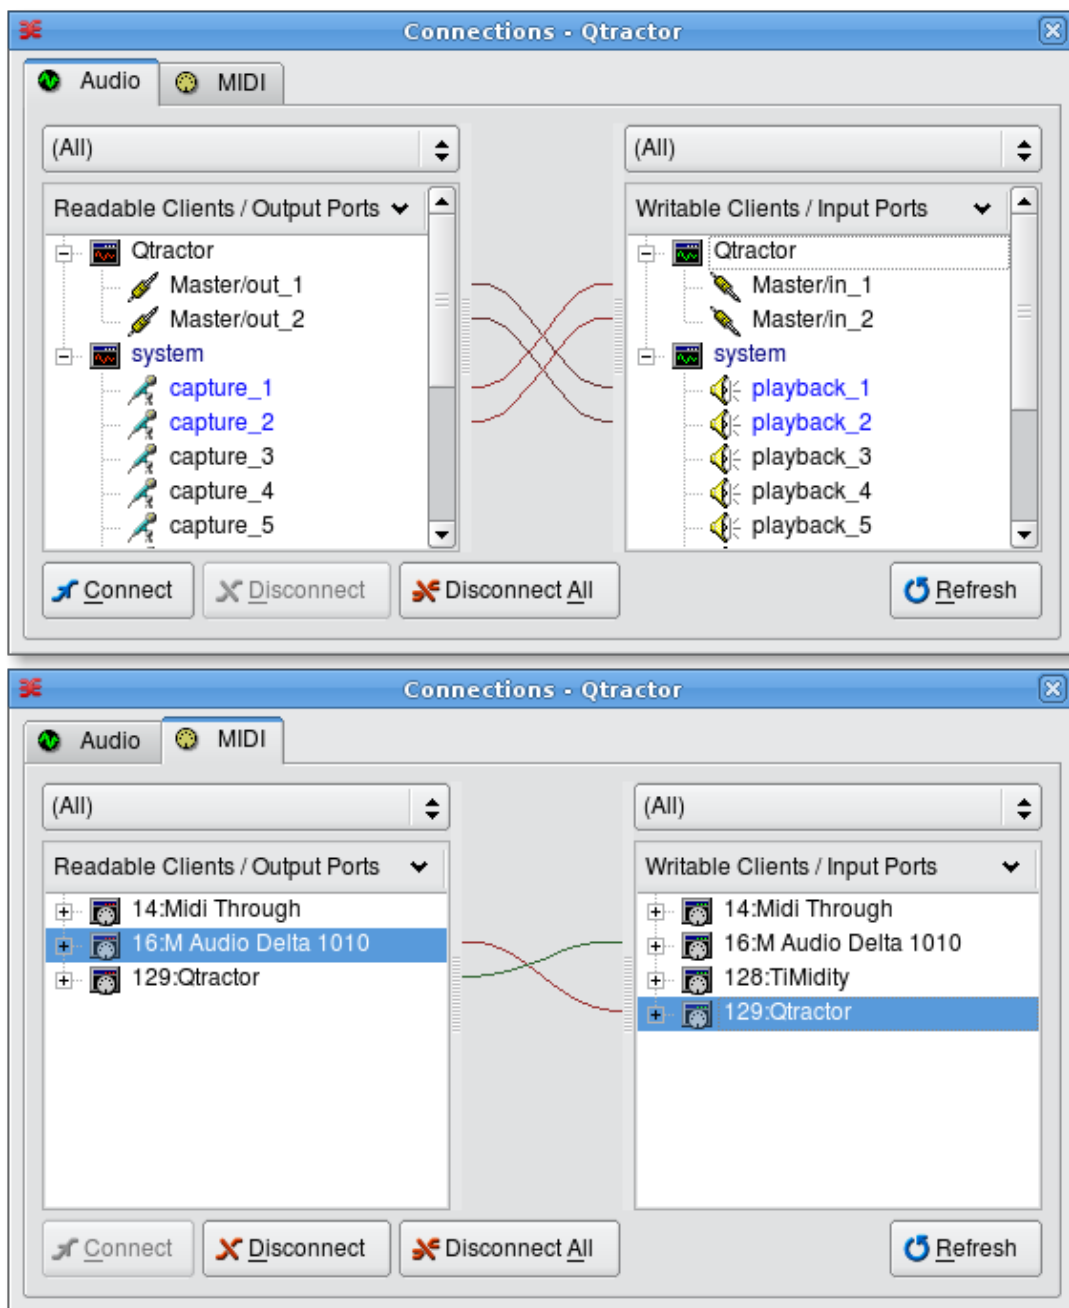 Connections - Qtractor
Audio
MIDI
(All)
(All)
Readable Clients / Output Ports
Writable Clients / Input Ports
Qtractor
Master/out_1
Master/out_2
system
capture_1
capture_2
capture_3
capture_4
capture_5
Qtractor
Master/in_1
Master/in_2
system
playback_1
playback_2
playback_3
playback_4
playback_5
Connect
Disconnect
Disconnect All
Refresh
Connections - Qtractor
Audio
MIDI
(All)
(All)
Readable Clients / Output Ports
Writable Clients / Input Ports
14:Midi Through
16:M Audio Delta 1010
129:Qtractor
14:Midi Through
16:M Audio Delta 1010
128:TiMidity
129:Qtractor
Connect
Disconnect
Disconnect All
Refresh